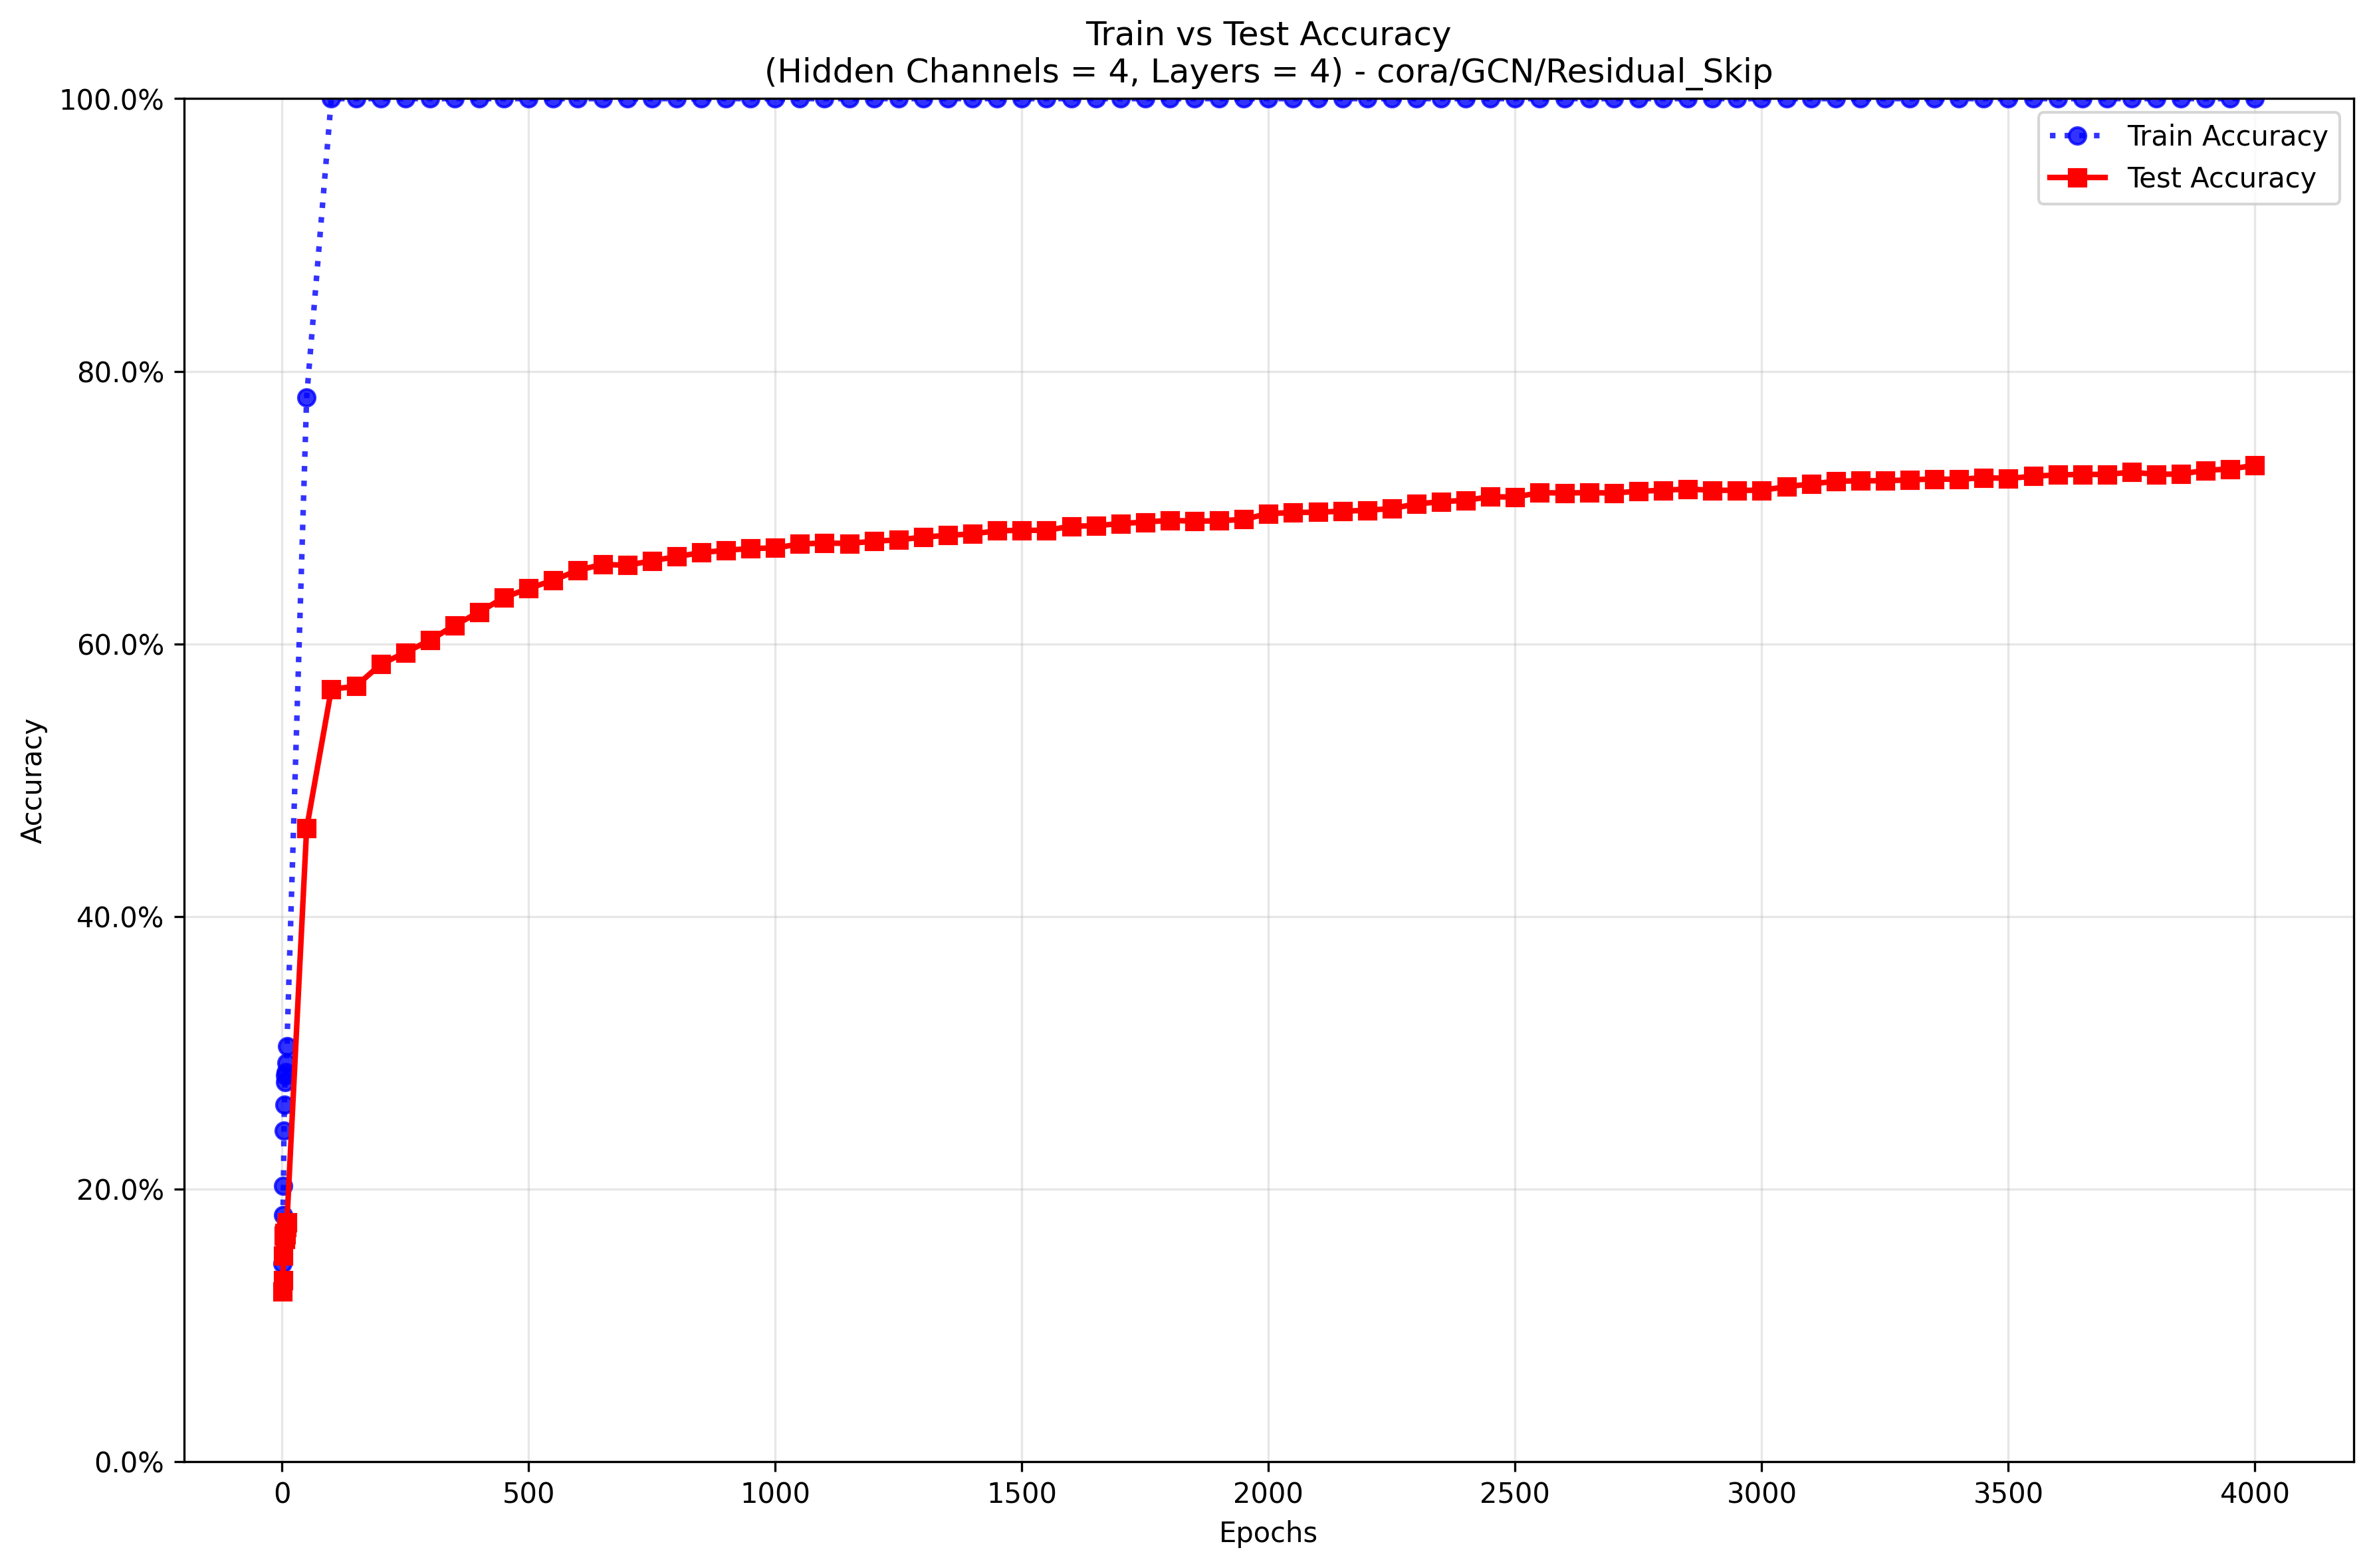 Train vs Test Accuracy
(Hidden Channels = 4, Layers = 4) - cora/GCN/Residual_Skip
100.0%
80.0%
60.0%
40.0%
20.0%
0.0%
Accuracy
Train Accuracy
Test Accuracy
0
500
1000
1500
2000
2500
3000
3500
4000
Epochs